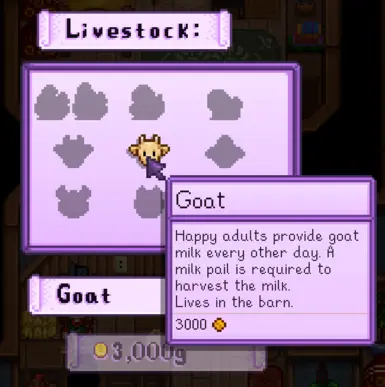 Livestock:
Goat
Happy adults provide goat
milk every other day. A
milk pail is required to
harvest the milk.
Lives in the barn.
3000
Goat
3,000g